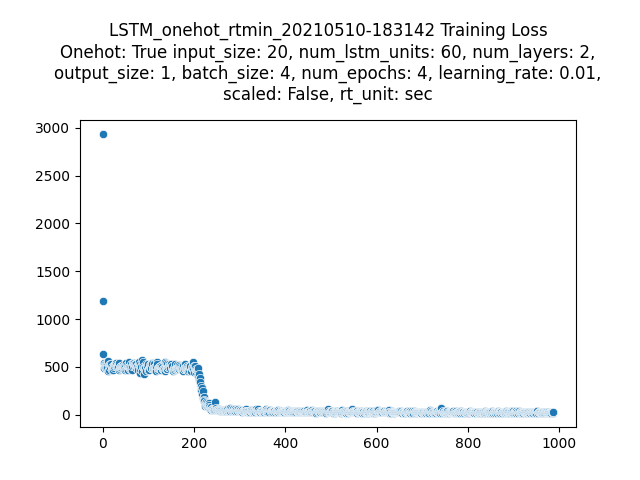 LSTM_onehot_rtmin_20210510-183142 Training Loss
Onehot: True input_size: 20, num_lstm_units: 60, num_layers: 2,
output_size: 1, batch_size: 4, num_epochs: 4, learning_rate: 0.01,
scaled: False, rt_unit: sec
3000
2500
2000
1500
1000
500
0
0 200 400 600 800 1000